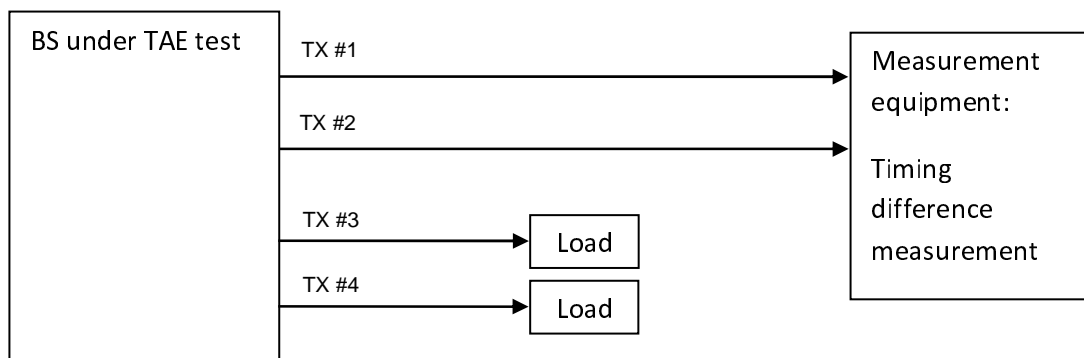 BS under TAE test
TX #1
TX #2
TX #3
TX #4
Load
Load
Measurement
equipment:
Timing
difference
measurement